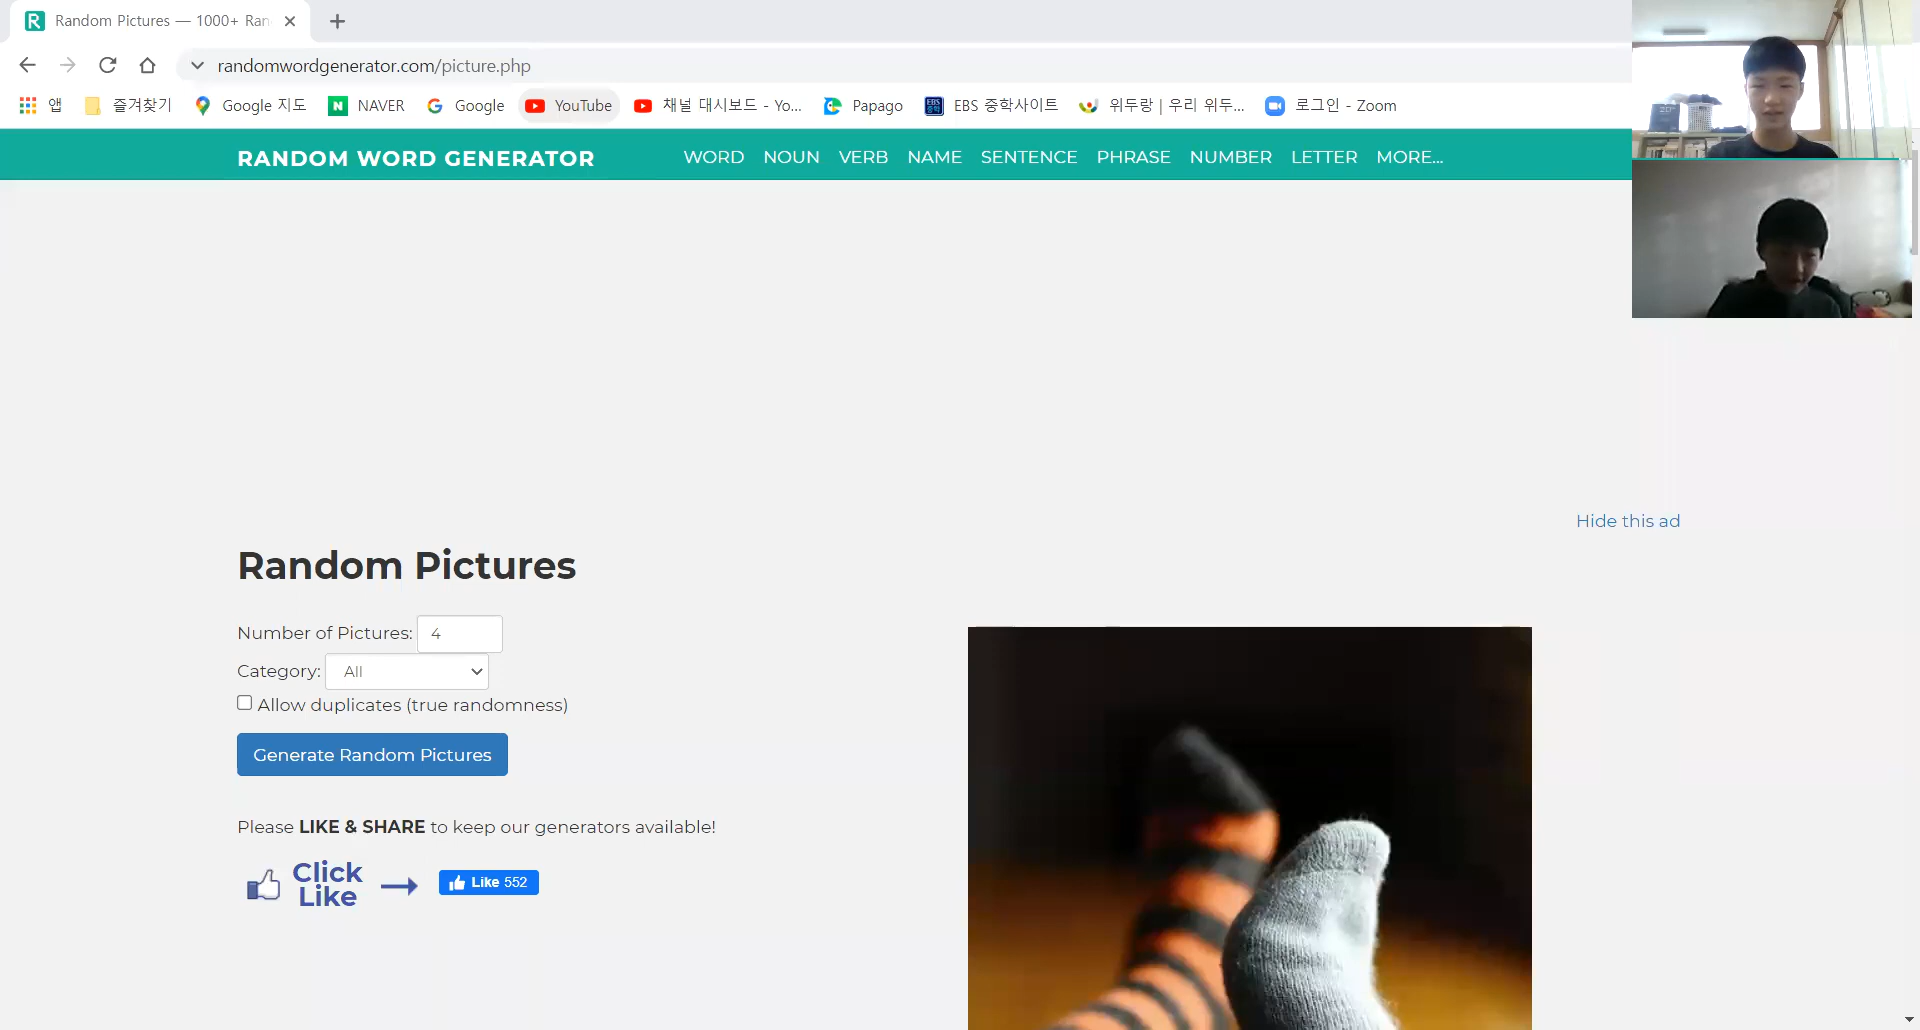 Random Pictures — 1000+ Ran
randomwordgenerator.com/picture.php
앱 즐겨찾기 Google 지도 NAVER Google YouTube 채널 대시보드 - Yo... Papago EBS 중학사이트 위두랑 | 우리 위두... 로그인 - Zoom
RANDOM WORD GENERATOR WORD NOUN VERB NAME SENTENCE PHRASE NUMBER LETTER MORE...
Hide this ad
Random Pictures
Number of Pictures: 4
Category: All
Allow duplicates (true randomness)
Generate Random Pictures
Please LIKE & SHARE to keep our generators available!
Click
Like
Like 552